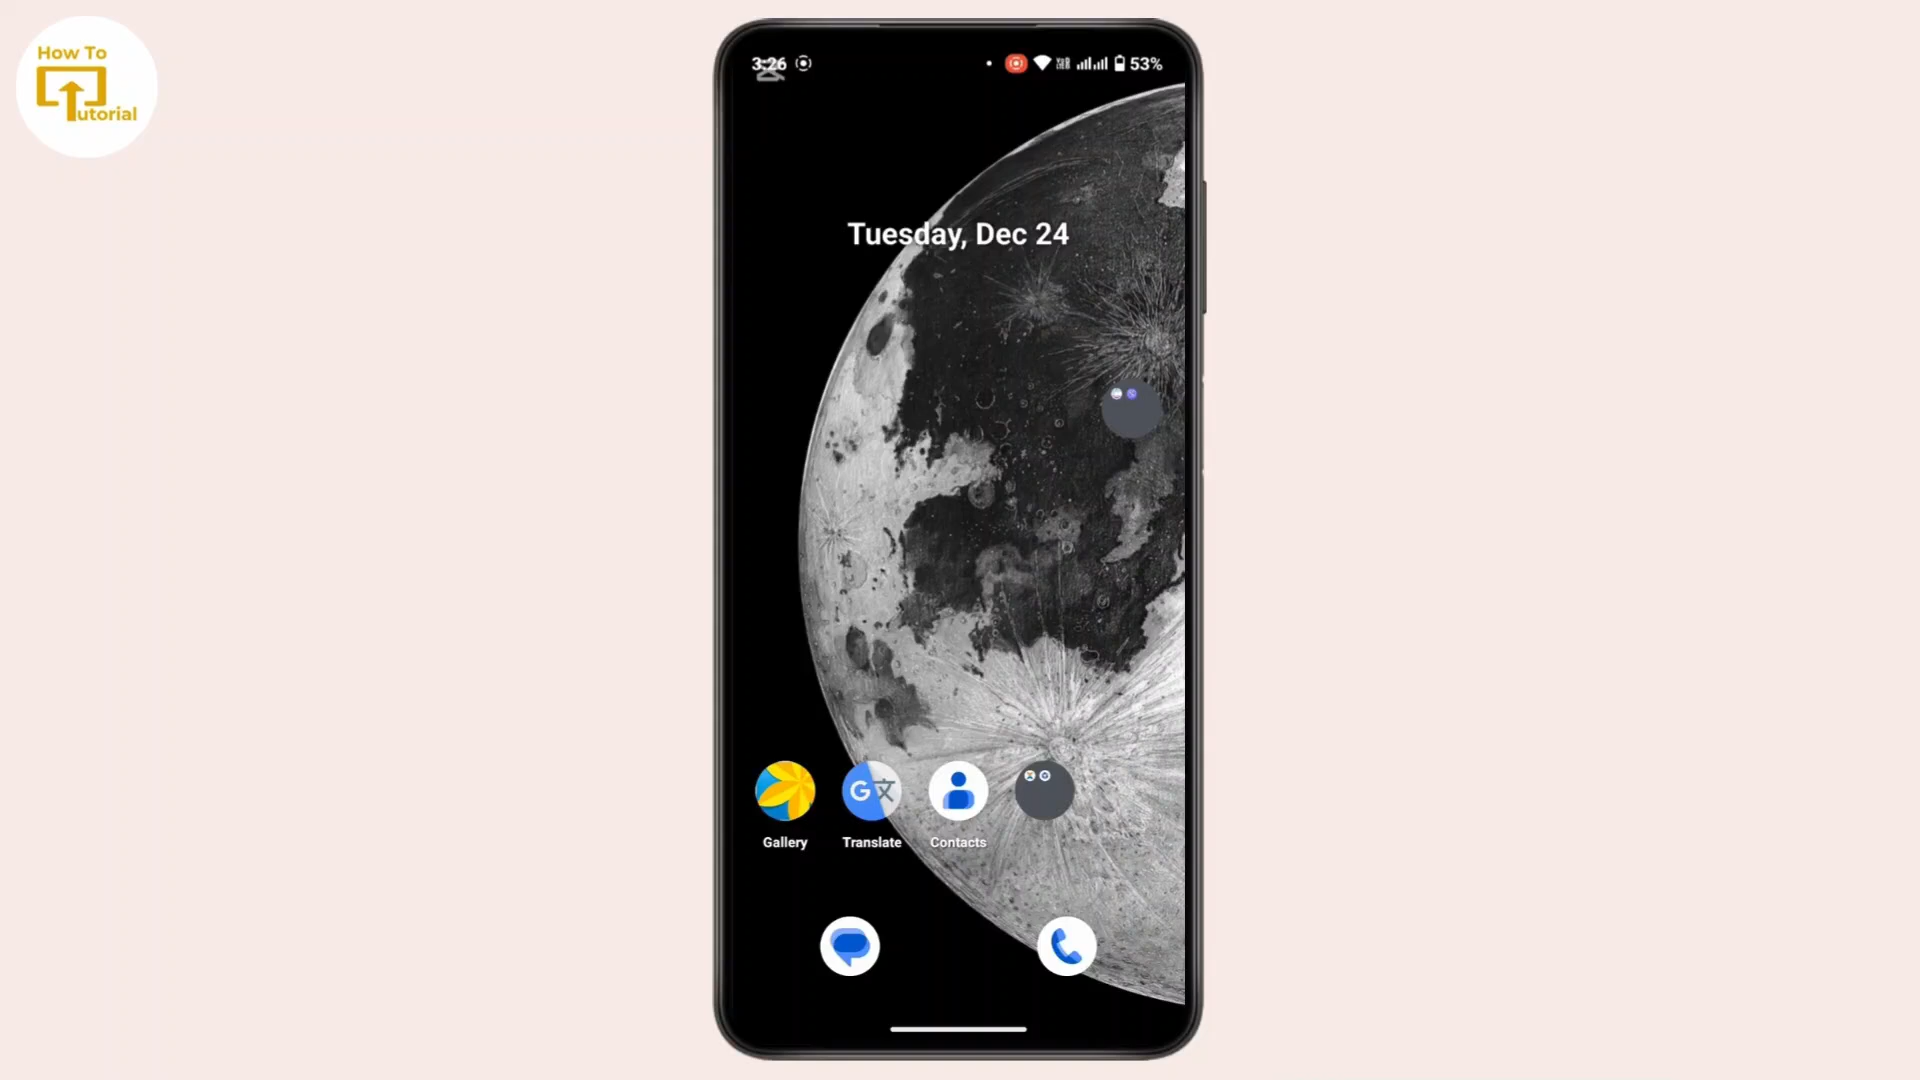 How To
utorial
3:26
53%
Tuesday, Dec 24
Gallery
Translate
Contacts